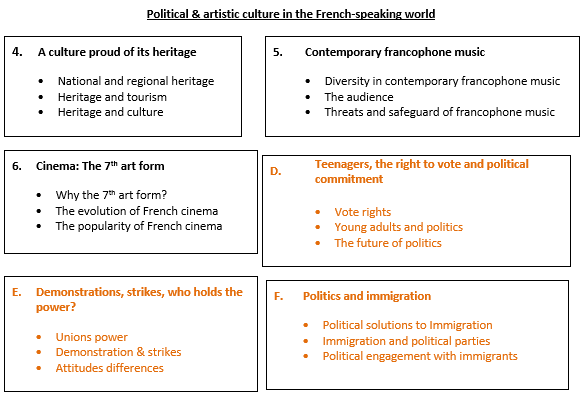 Political & artistic culture in the French-speaking world
4. A culture proud of its heritage
• National and regional heritage
• Heritage and tourism
• Heritage and culture
5. Contemporary francophone music
• Diversity in contemporary francophone music
• The audience
• Threats and safeguard of francophone music
6. Cinema: The 7th art form
• Why the 7th art form?
• The evolution of French cinema
• The popularity of French cinema
D. Teenagers, the right to vote and political
commitment
• Vote rights
• Young adults and politics
• The future of politics
E. Demonstrations, strikes, who holds the
power?
• Unions power
• Demonstration & strikes
• Attitudes differences
F. Politics and immigration
• Political solutions to Immigration
• Immigration and political parties
• Political engagement with immigrants